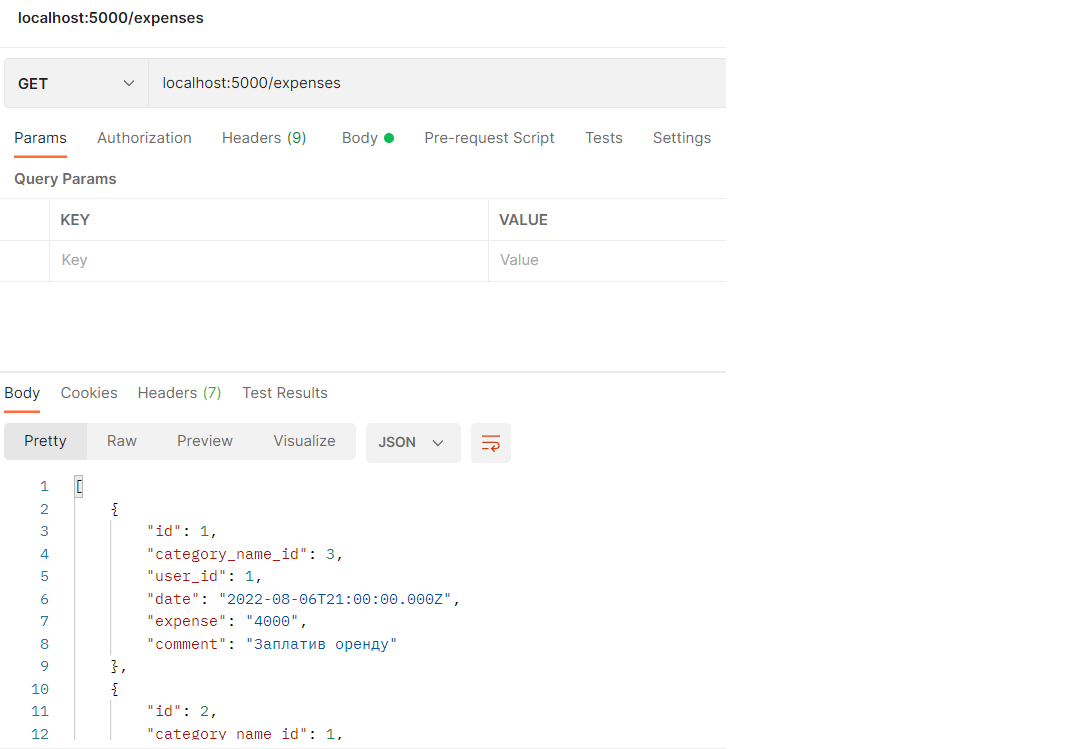 localhost:5000/expenses
GET localhost:5000/expenses
Params Authorization Headers (9) Body Pre-request Script Tests Settings
Query Params
KEY VALUE
Key Value
Body Cookies Headers (7) Test Results
Pretty Raw Preview Visualize JSON
1 [
2 {
3 "id": 1,
4 "category_name_id": 3,
5 "user_id": 1,
6 "date": "2022-08-06T21:00:00.000Z",
7 "expense": "4000",
8 "comment": "Заплатив оренду"
9 },
10 {
11 "id": 2,
12 "category_name_id": 1,